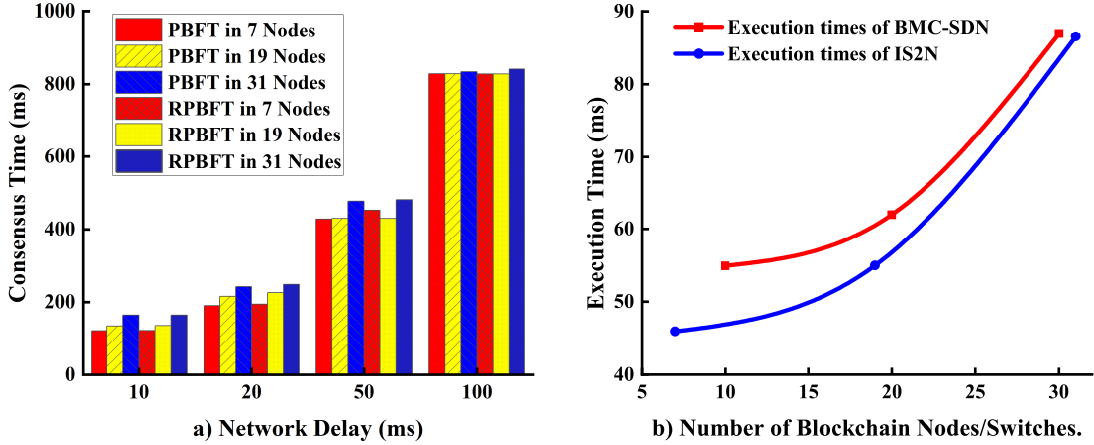 1000
800
600
400
200
0
Consensus Time (ms)
PBFT in 7 Nodes
PBFT in 19 Nodes
PBFT in 31 Nodes
RPBFT in 7 Nodes
RPBFT in 19 Nodes
RPBFT in 31 Nodes
10 20 50 100
a) Network Delay (ms)
90
80
70
60
50
40
Execution Time (ms)
Execution times of BMC-SDN
Execution times of IS2N
5 10 15 20 25 30
b) Number of Blockchain Nodes/Switches.